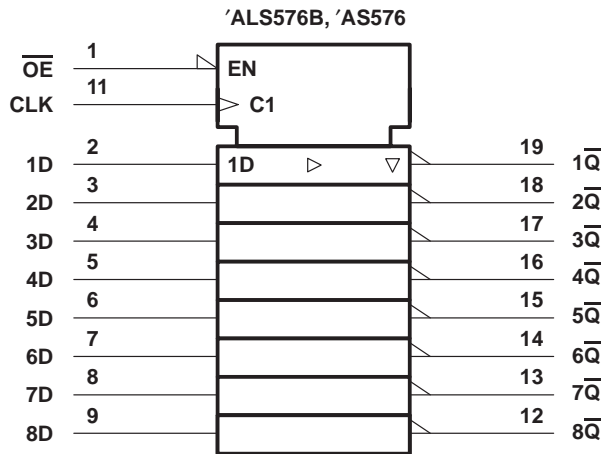 ′ALS576B, ′AS576
O̅E̅ 1 EN
CLK 11 C1
1D 2 1D 19 1Q̅
2D 3 18 2Q̅
3D 4 17 3Q̅
4D 5 16 4Q̅
5D 6 15 5Q̅
6D 7 14 6Q̅
7D 8 13 7Q̅
8D 9 12 8Q̅